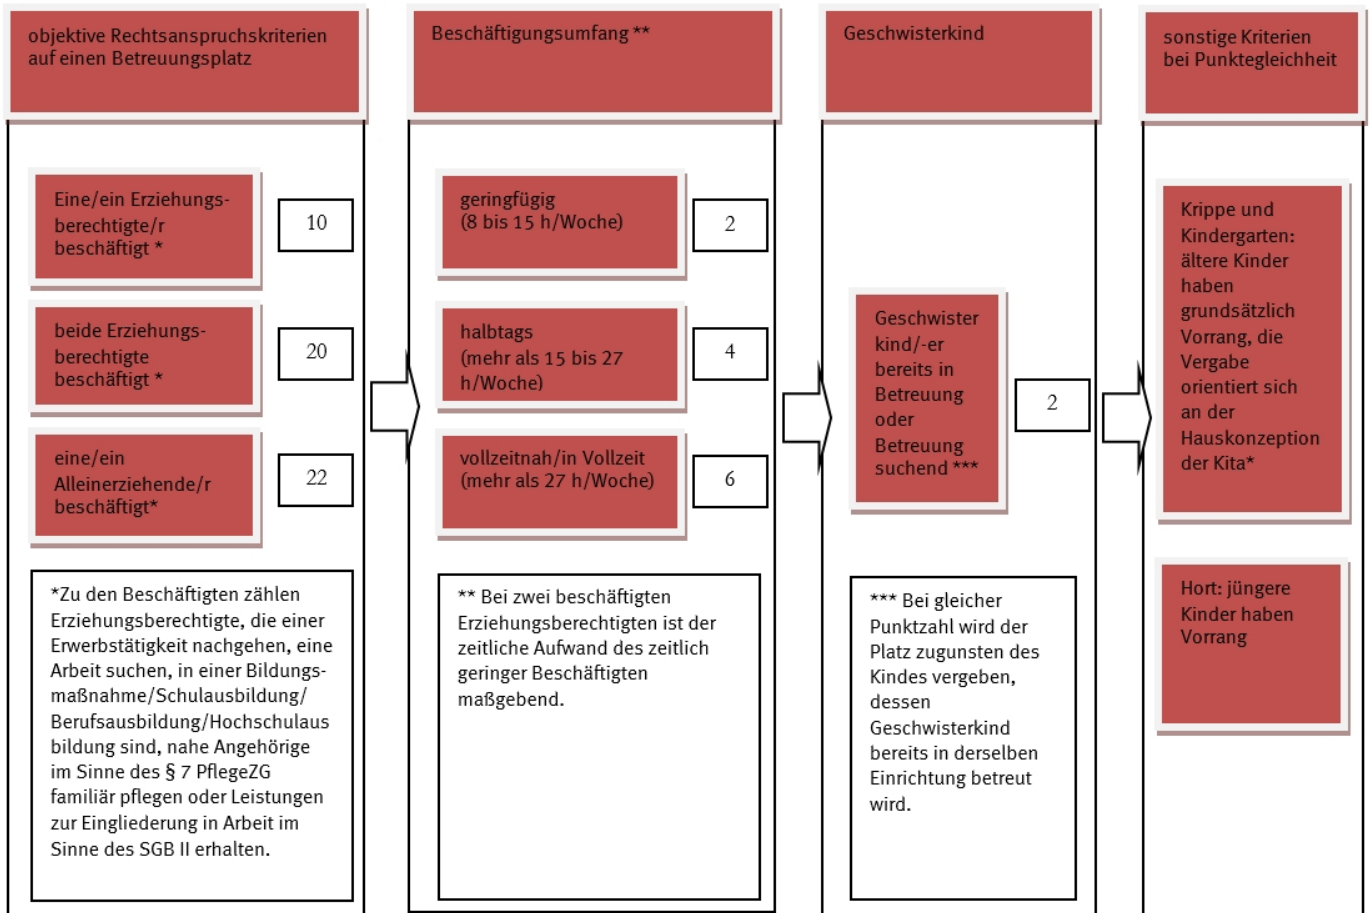 objektive Rechtsanspruchskriterien
auf einen Betreuungsplatz
Eine/ein Erziehungs-
berechtigte/r
beschäftigt *
10
beide Erziehungs-
berechtigte
beschäftigt *
20
eine/ein
Alleinerziehende/r
beschäftigt*
22
*Zu den Beschäftigten zählen
Erziehungsberechtigte, die einer
Erwerbstätigkeit nachgehen, eine
Arbeit suchen, in einer Bildungs-
maßnahme/Schulausbildung/
Berufsausbildung/Hochschulaus
bildung sind, nahe Angehörige
im Sinne des § 7 PflegeZG
familiär pflegen oder Leistungen
zur Eingliederung in Arbeit im
Sinne des SGB II erhalten.
Beschäftigungsumfang **
geringfügig
(8 bis 15 h/Woche)
2
halbtags
(mehr als 15 bis 27
h/Woche)
4
vollzeitnah/in Vollzeit
(mehr als 27 h/Woche)
6
** Bei zwei beschäftigten
Erziehungsberechtigten ist der
zeitliche Aufwand des zeitlich
geringer Beschäftigten
maßgebend.
Geschwisterkind
Geschwister
kind/-er
bereits in
Betreuung
oder
Betreuung
suchend ***
2
*** Bei gleicher
Punktzahl wird der
Platz zugunsten des
Kindes vergeben,
dessen
Geschwisterkind
bereits in derselben
Einrichtung betreut
wird.
sonstige Kriterien
bei Punktegleichheit
Krippe und
Kindergarten:
ältere Kinder
haben
grundsätzlich
Vorrang, die
Vergabe
orientiert sich
an der
Hauskonzeption
der Kita*
Hort: jüngere
Kinder haben
Vorrang